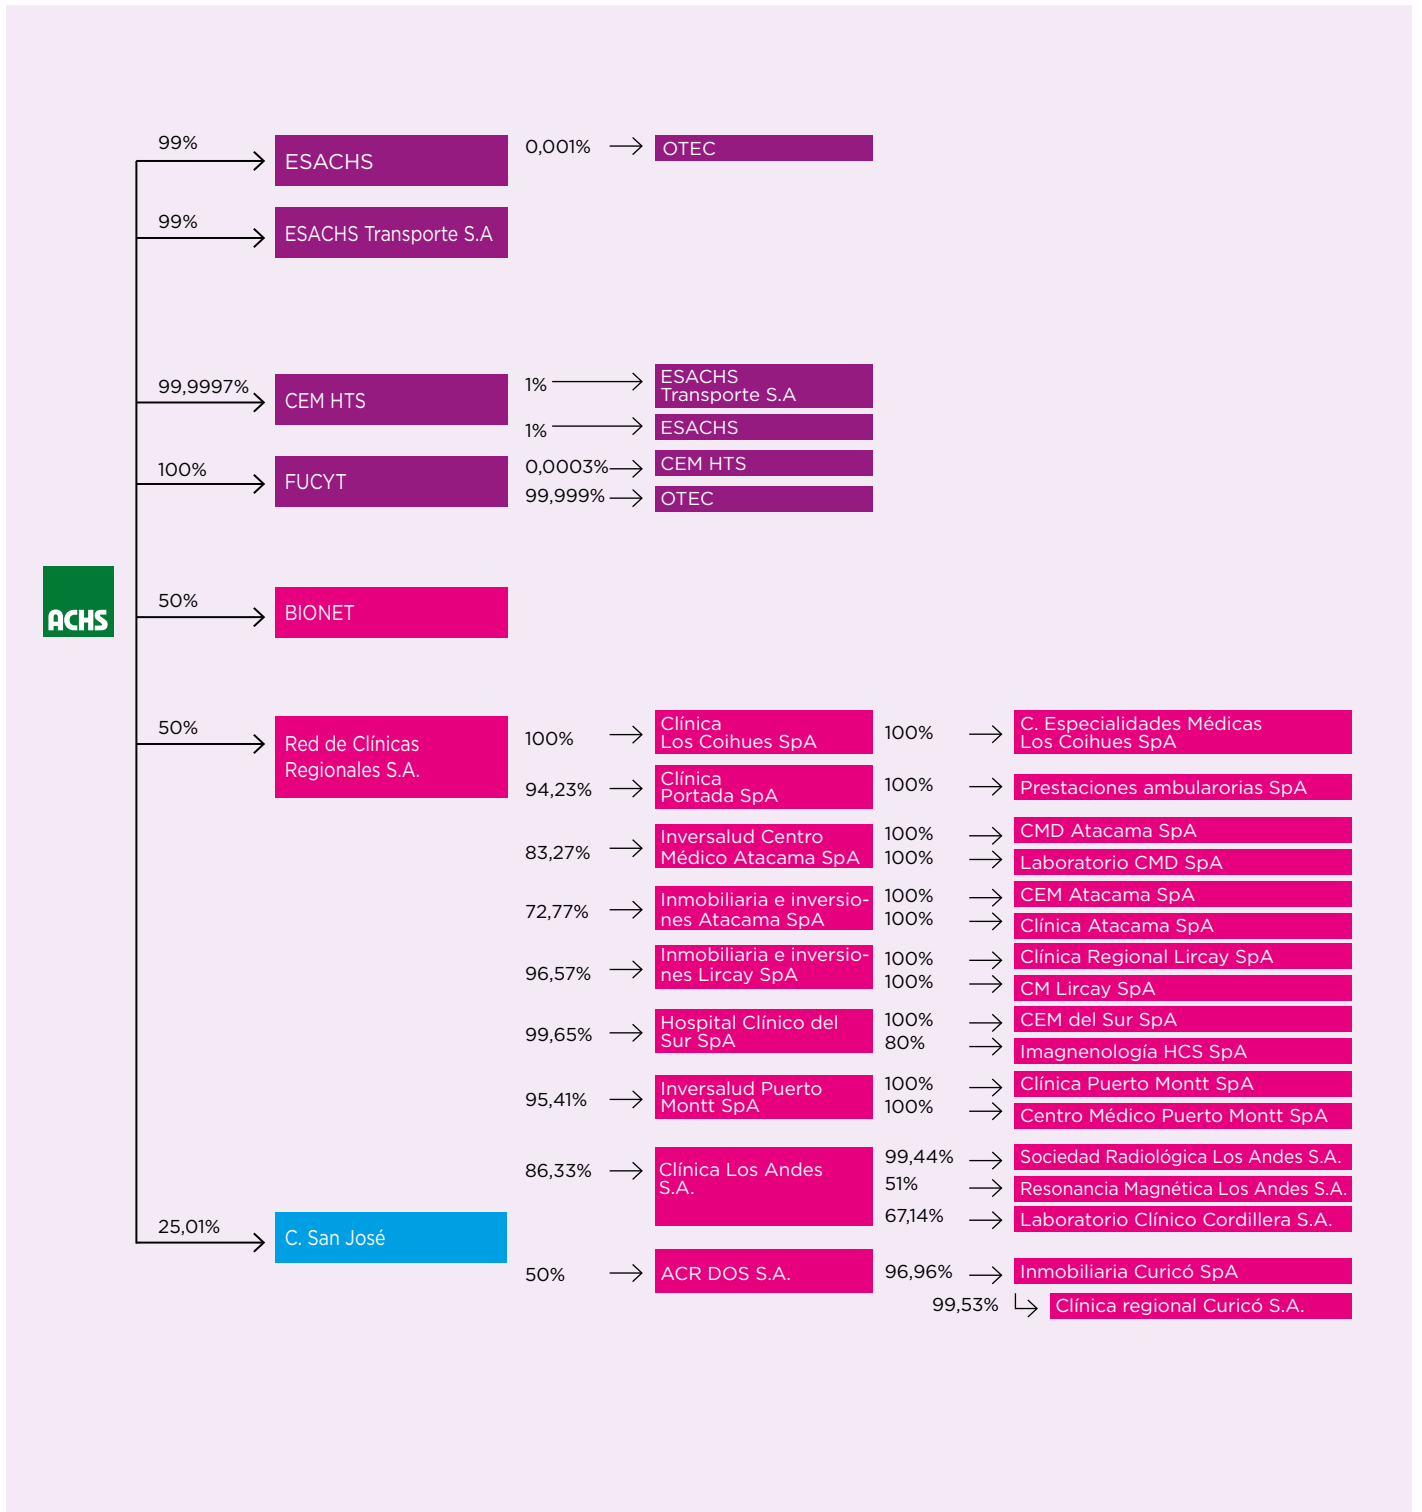 99%
ESACHS
0,001%
OTEC
99%
ESACHS Transporte S.A
99,9997%
CEM HTS
1%
ESACHS
Transporte S.A
1%
ESACHS
100%
FUCYT
0,0003%
CEM HTS
99,999%
OTEC
ACHS
50%
BIONET
50%
Red de Clínicas
Regionales S.A.
100%
Clínica
Los Coihues SpA
100%
C. Especialidades Médicas
Los Coihues SpA
94,23%
Clínica
Portada SpA
100%
Prestaciones ambularorias SpA
83,27%
Inversalud Centro
Médico Atacama SpA
100%
CMD Atacama SpA
100%
Laboratorio CMD SpA
72,77%
Inmobiliaria e inversio-
nes Atacama SpA
100%
CEM Atacama SpA
100%
Clínica Atacama SpA
96,57%
Inmobiliaria e inversio-
nes Lircay SpA
100%
Clínica Regional Lircay SpA
100%
CM Lircay SpA
99,65%
Hospital Clínico del
Sur SpA
100%
CEM del Sur SpA
80%
Imagnenología HCS SpA
95,41%
Inversalud Puerto
Montt SpA
100%
Clínica Puerto Montt SpA
100%
Centro Médico Puerto Montt SpA
86,33%
Clínica Los Andes
S.A.
99,44%
Sociedad Radiológica Los Andes S.A.
51%
Resonancia Magnética Los Andes S.A.
67,14%
Laboratorio Clínico Cordillera S.A.
25,01%
C. San José
50%
ACR DOS S.A.
96,96%
Inmobiliaria Curicó SpA
99,53%
Clínica regional Curicó S.A.